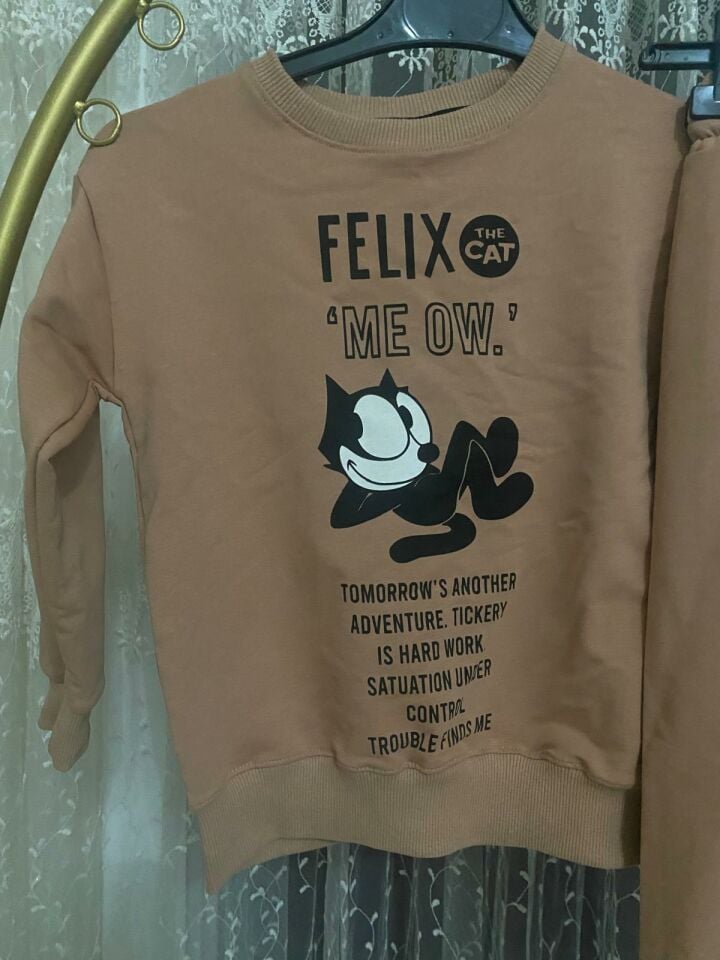 FELIX THE CAT
‘ME OW.’
TOMORROW'S ANOTHER
ADVENTURE. TICKERY
IS HARD WORK
SATUATION UNDER
CONTROL
TROUBLE FINDS ME